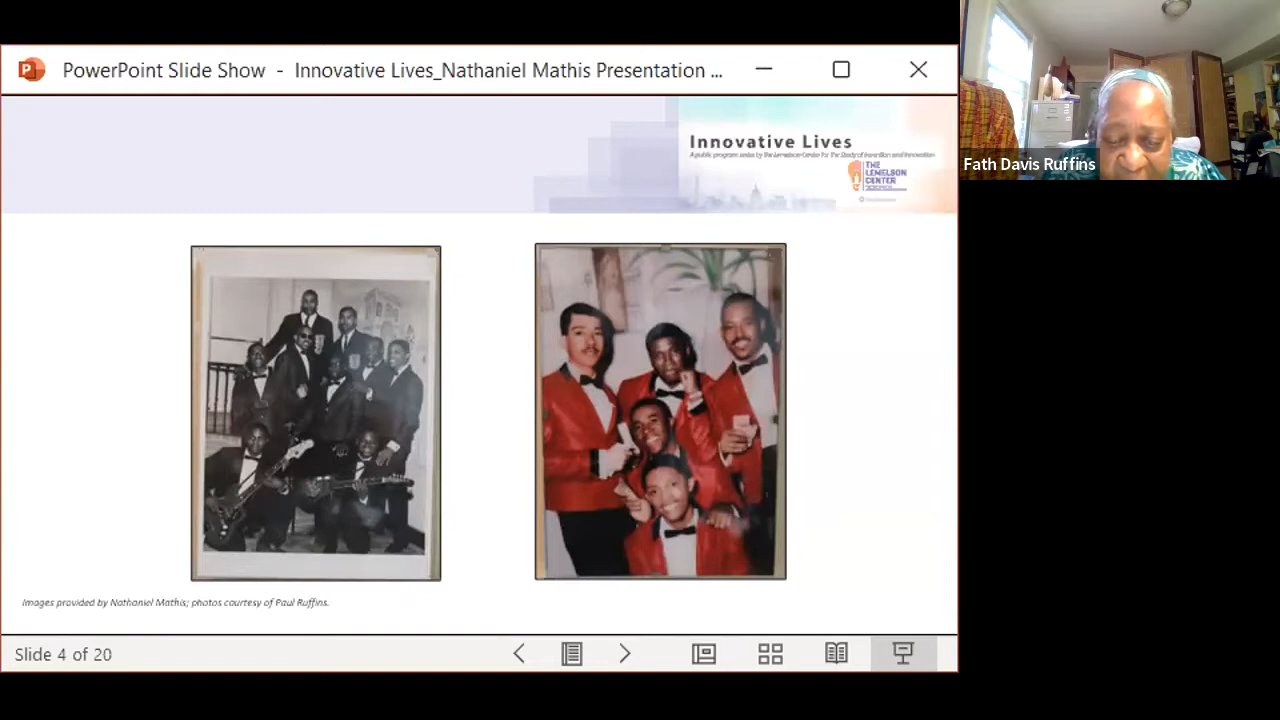 PowerPoint Slide Show - Innovative Lives_Nathaniel Mathis Presentation ...
Innovative Lives
A public program series by the Lemelson Center for the Study of Invention and Innovation
THE
LEMELSON
CENTER
Fath Davis Ruffins
Images provided by Nathaniel Mathis; photos courtesy of Paul Ruffins.
Slide 4 of 20